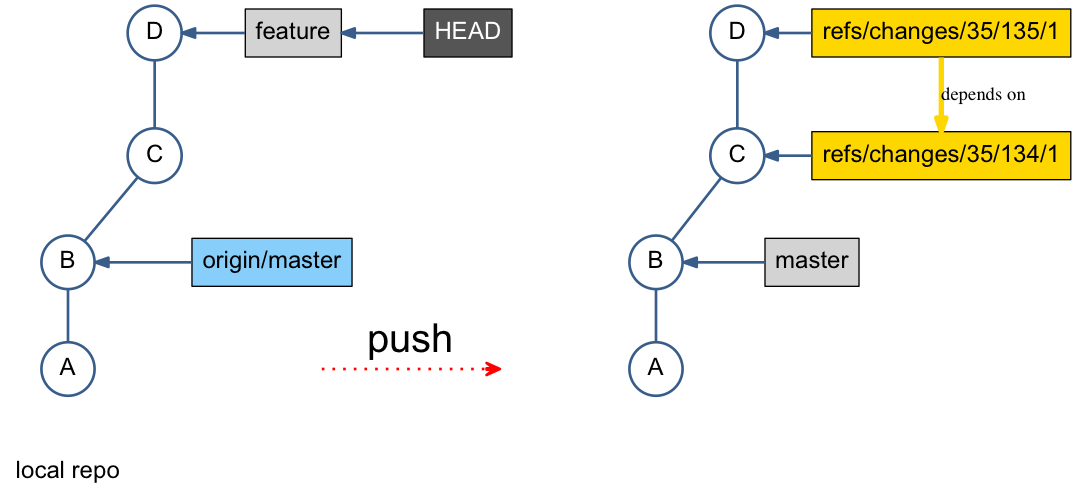 D
feature
HEAD
C
B
origin/master
push
A
local repo
D
refs/changes/35/135/1
depends on
C
refs/changes/35/134/1
B
master
A